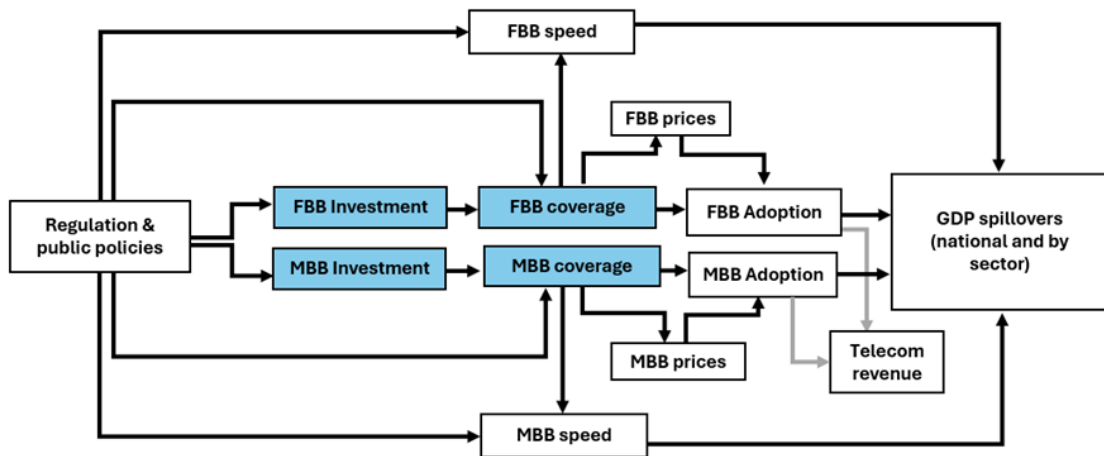 FBB speed
FBB prices
FBB Investment
FBB coverage
FBB Adoption
Regulation &
public policies
GDP spillovers
(national and by
sector)
MBB Investment
MBB coverage
MBB Adoption
MBB prices
Telecom
revenue
MBB speed